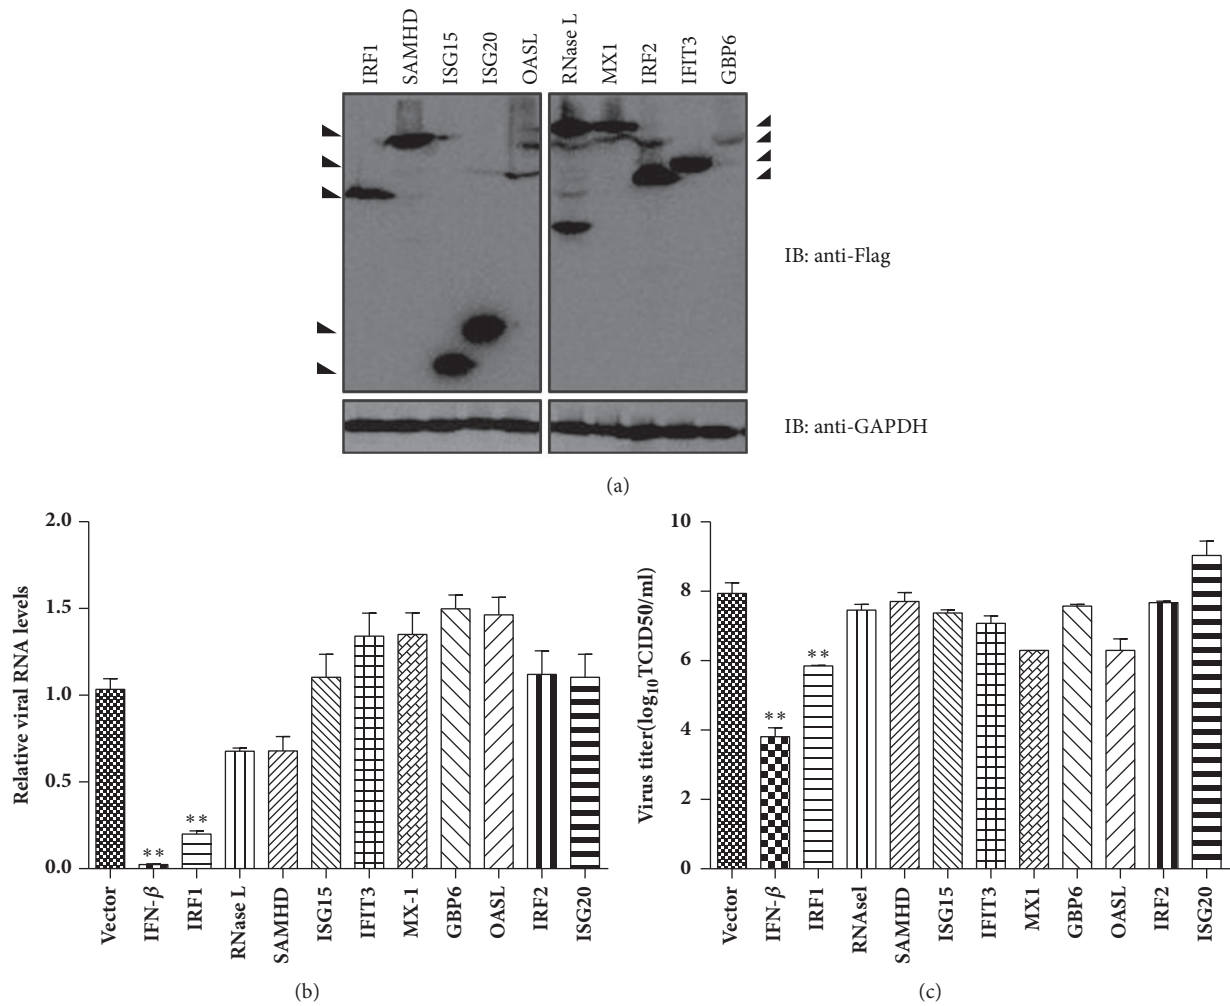 IRF1
SAMHD
ISG15
ISG20
OASL
RNase L
MX1
IRF2
IFIT3
GBP6
IB: anti-Flag
IB: anti-GAPDH
(a)
2.0
1.5
1.0
0.5
0.0
Relative viral RNA levels
**
**
Vector
IFN-β
IRF1
RNase L
SAMHD
ISG15
IFIT3
MX-1
GBP6
OASL
IRF2
ISG20
(b)
10
8
6
4
2
0
Virus titer(log10TCID50/ml)
**
**
Vector
IFN-β
IRF1
RNAsel
SAMHD
ISG15
IFIT3
MX1
GBP6
OASL
IRF2
ISG20
(c)